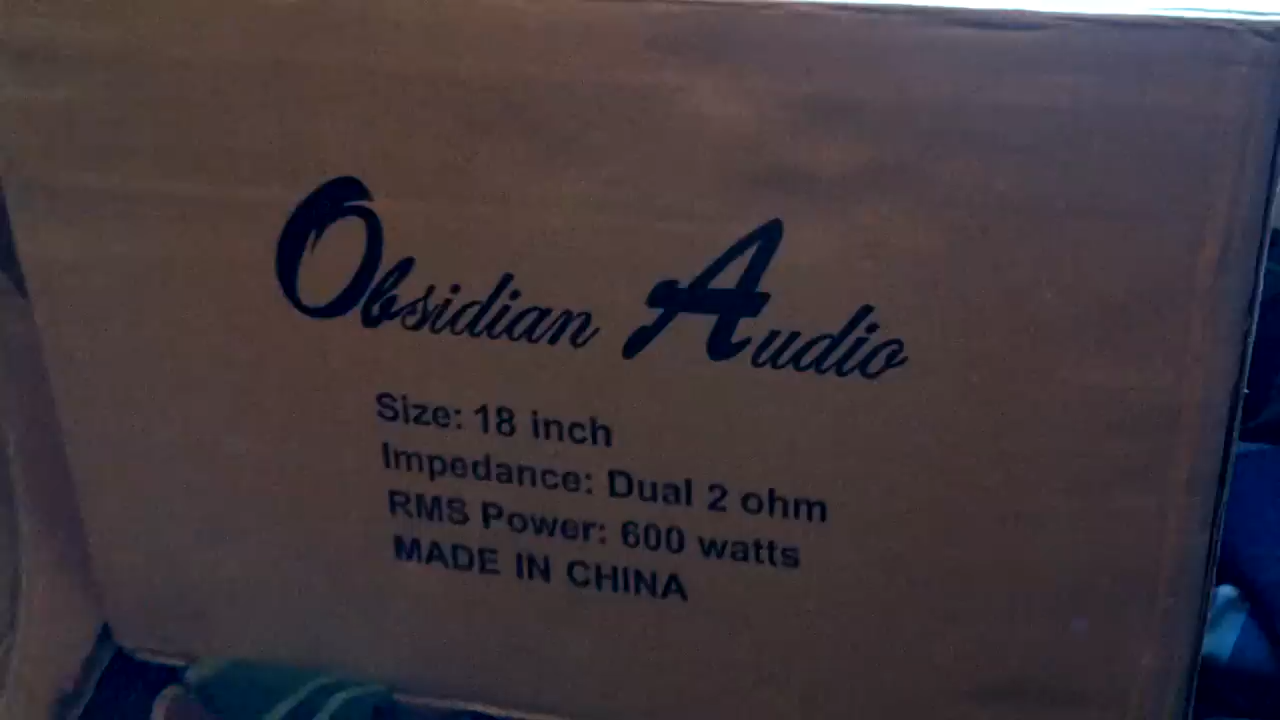 Obsidian Audio
Size: 18 inch
Impedance: Dual 2 ohm
RMS Power: 600 watts
MADE IN CHINA